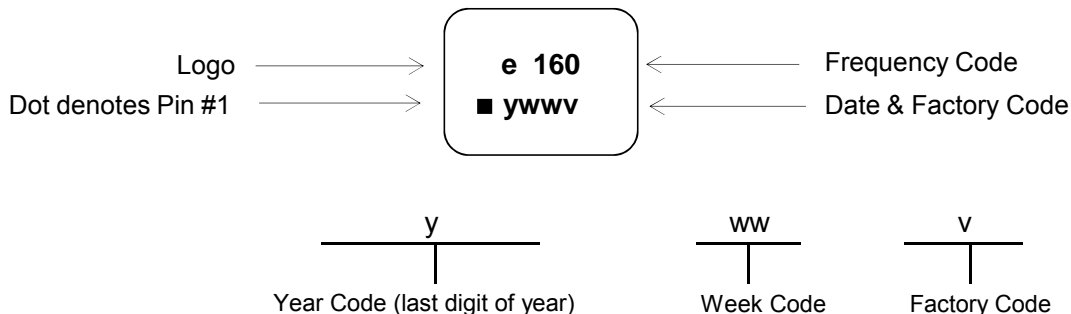 Logo e 160 Frequency Code
Dot denotes Pin #1 ■ ywwv Date & Factory Code
y ww v
Year Code (last digit of year) Week Code Factory Code